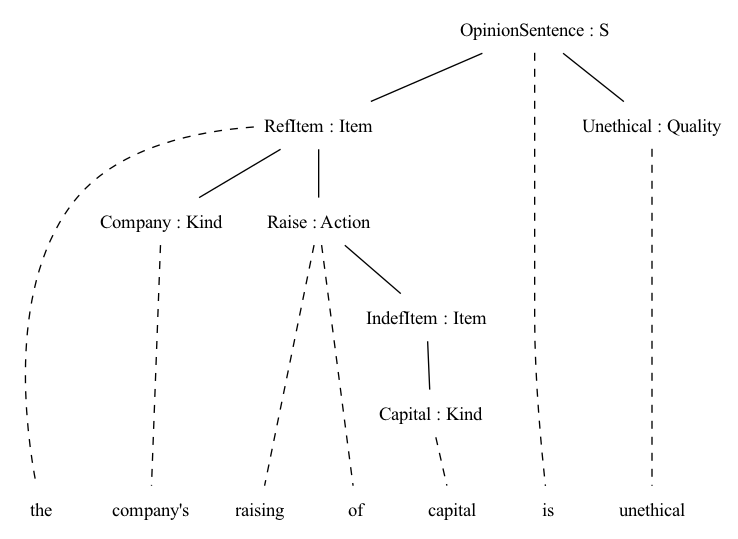 OpinionSentence : S
RefItem : Item
Unethical : Quality
Company : Kind
Raise : Action
IndefItem : Item
Capital : Kind
the company's raising of capital is unethical